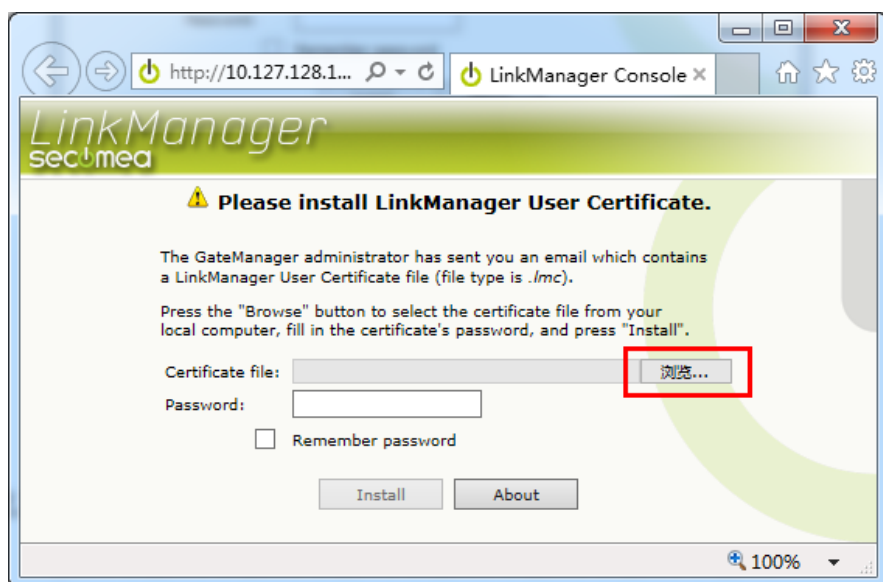 http://10.127.128.1...
LinkManager Console
LinkManager
secomea
Please install LinkManager User Certificate.
The GateManager administrator has sent you an email which contains
a LinkManager User Certificate file (file type is .lmc).
Press the "Browse" button to select the certificate file from your
local computer, fill in the certificate's password, and press "Install".
Certificate file:
浏览...
Password:
Remember password
Install
About
100%